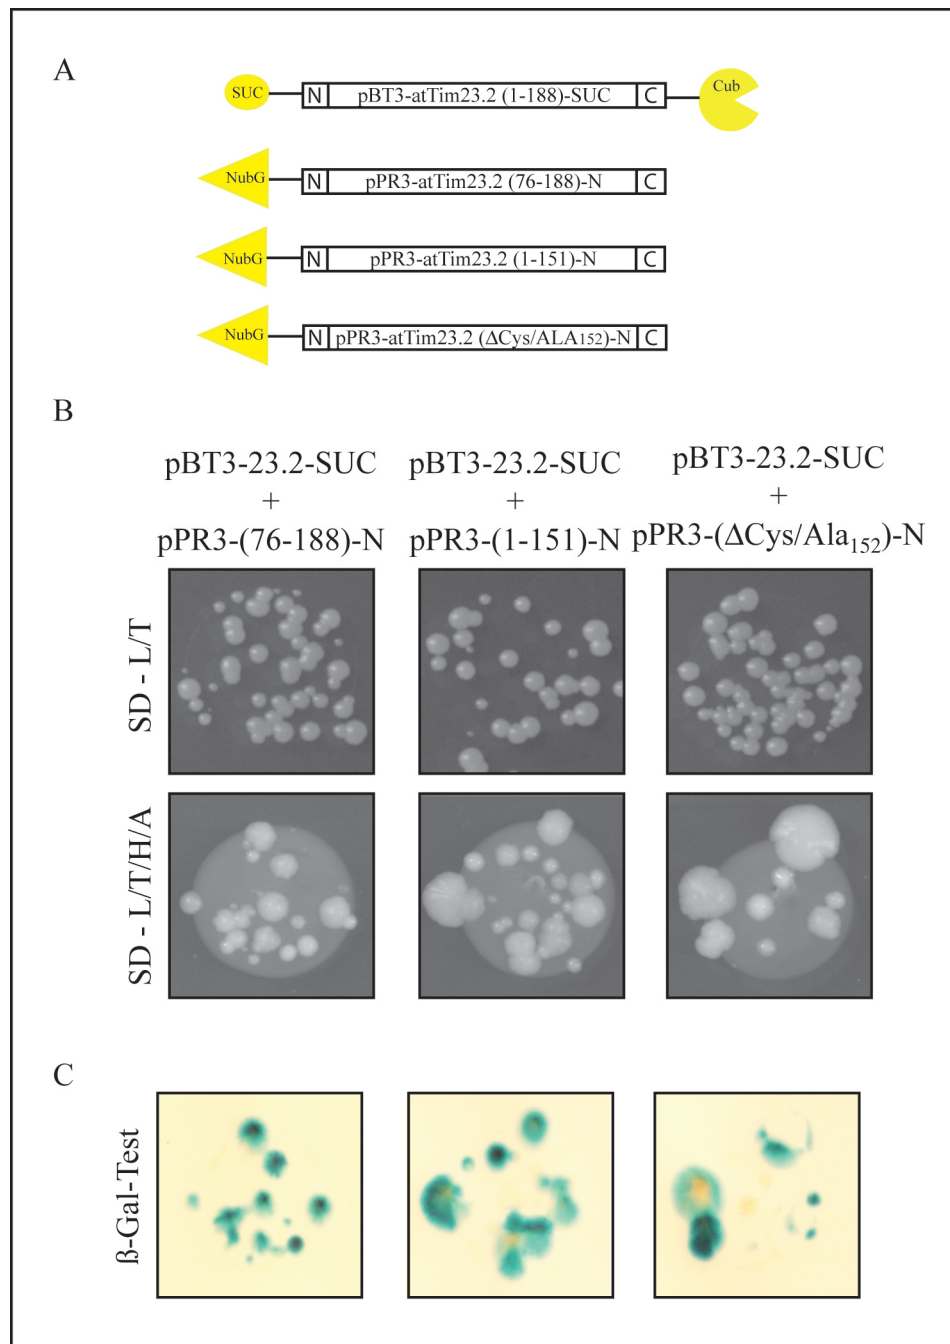 A
SUC N pBT3-atTim23.2 (1-188)-SUC C Cub
NubG N pPR3-atTim23.2 (76-188)-N C
NubG N pPR3-atTim23.2 (1-151)-N C
NubG N pPR3-atTim23.2 (ΔCys/ALA152)-N C
B
pBT3-23.2-SUC
+
pPR3-(76-188)-N
pBT3-23.2-SUC
+
pPR3-(1-151)-N
pBT3-23.2-SUC
+
pPR3-(ΔCys/Ala152)-N
SD - L/T
SD - L/T/H/A
C
ß-Gal-Test